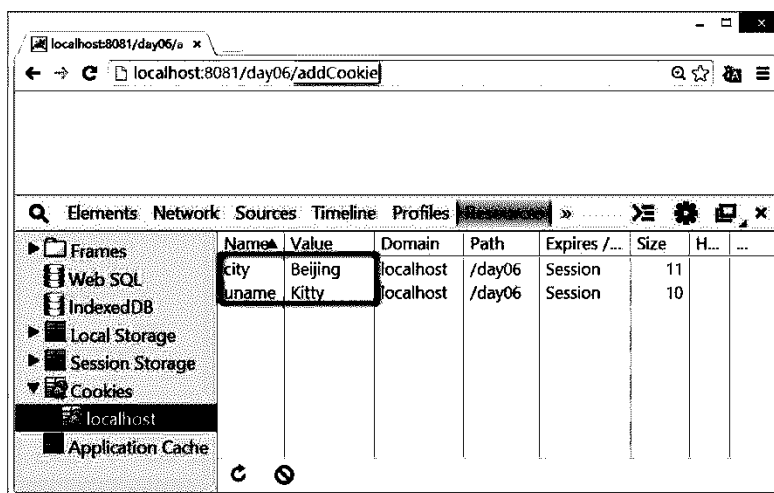 localhost:8081/day06/a ×
localhost:8081/day06/addCookie
Elements Network Sources Timeline Profiles Resources »
Frames
Web SQL
IndexedDB
Local Storage
Session Storage
Cookies
localhost
Application Cache
Name Value Domain Path Expires /... Size H... ...
city Beijing localhost /day06 Session 11
uname Kitty localhost /day06 Session 10